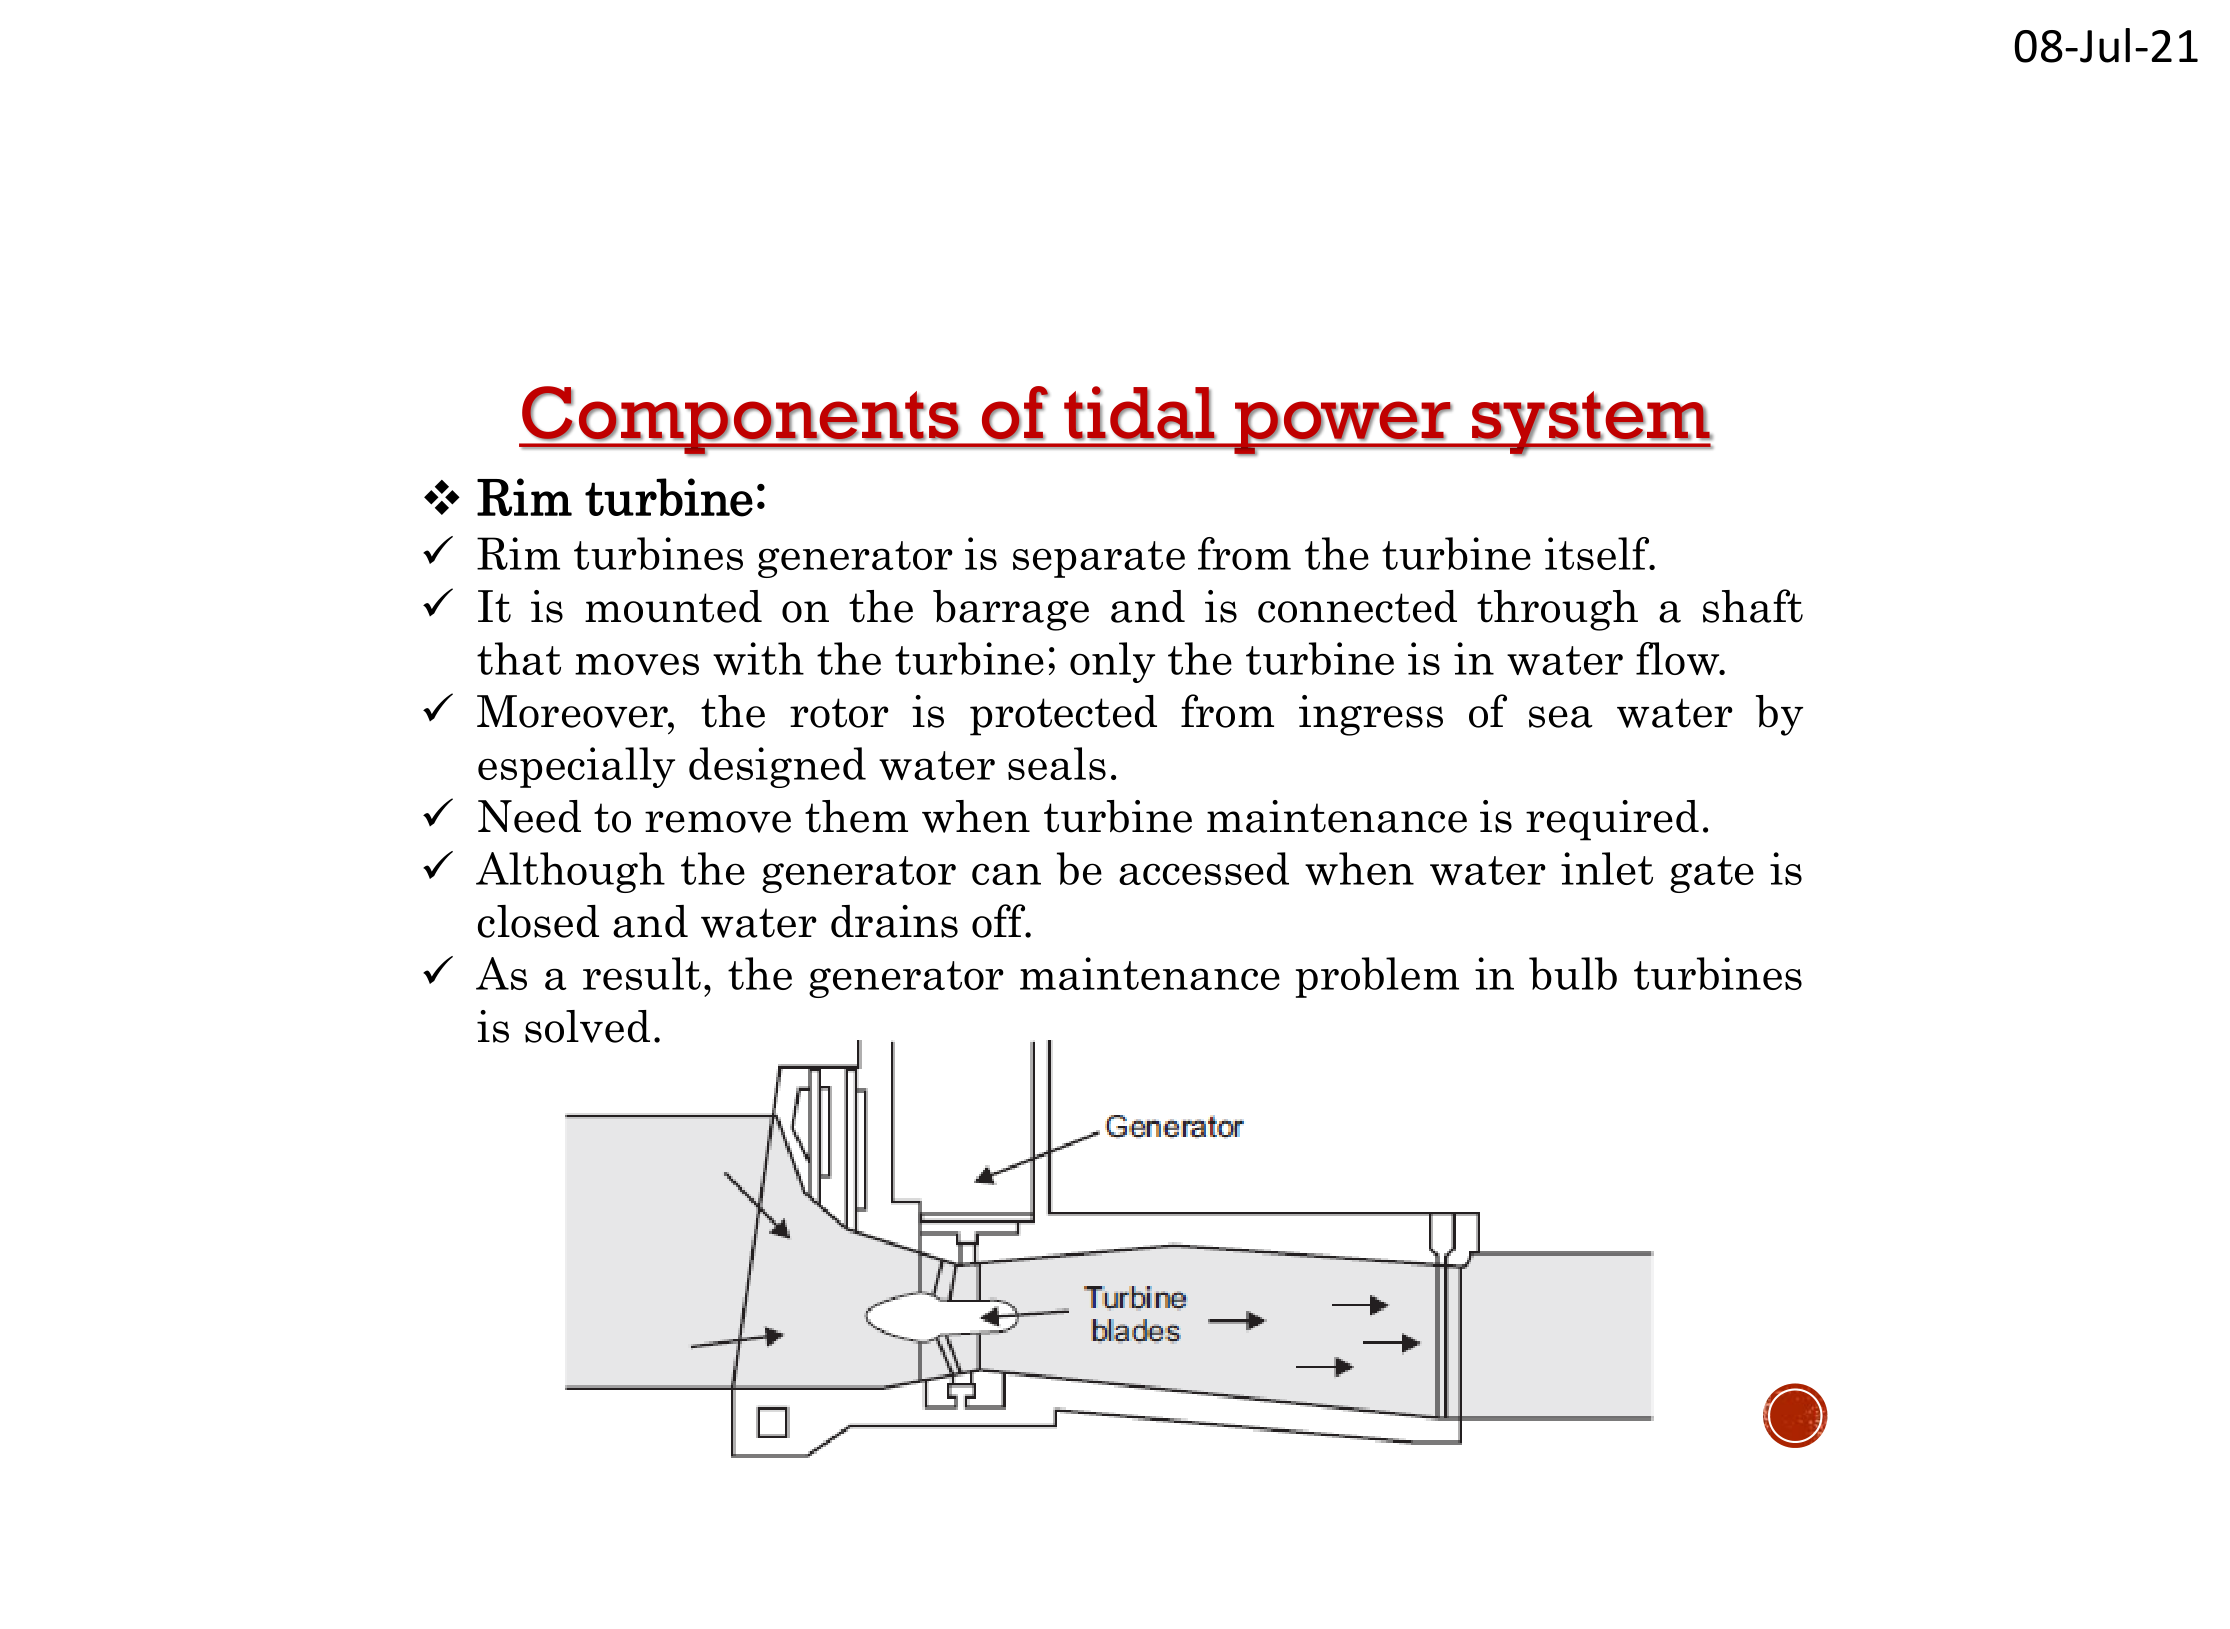 08-Jul-21
Components of tidal power system
❖ Rim turbine:
✓ Rim turbines generator is separate from the turbine itself.
✓ It is mounted on the barrage and is connected through a shaft
that moves with the turbine; only the turbine is in water flow.
✓ Moreover, the rotor is protected from ingress of sea water by
especially designed water seals.
✓ Need to remove them when turbine maintenance is required.
✓ Although the generator can be accessed when water inlet gate is
closed and water drains off.
✓ As a result, the generator maintenance problem in bulb turbines
is solved.
Generator
Turbine
blades